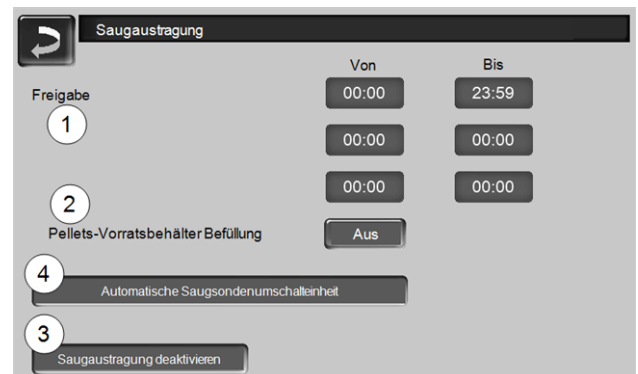 Saugaustragung
Von Bis
Freigabe 00:00 23:59
1
00:00 00:00
00:00 00:00
2
Pellets-Vorratsbehälter Befüllung Aus
4
Automatische Saugsondenumschalteinheit
3
Saugaustragung deaktivieren